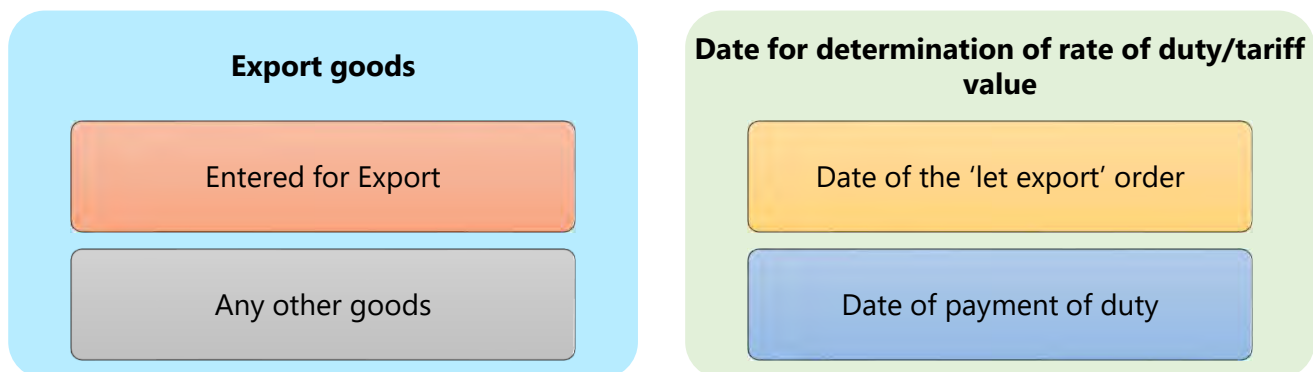 Export goods
Entered for Export
Any other goods
Date for determination of rate of duty/tariff
value
Date of the ‘let export’ order
Date of payment of duty